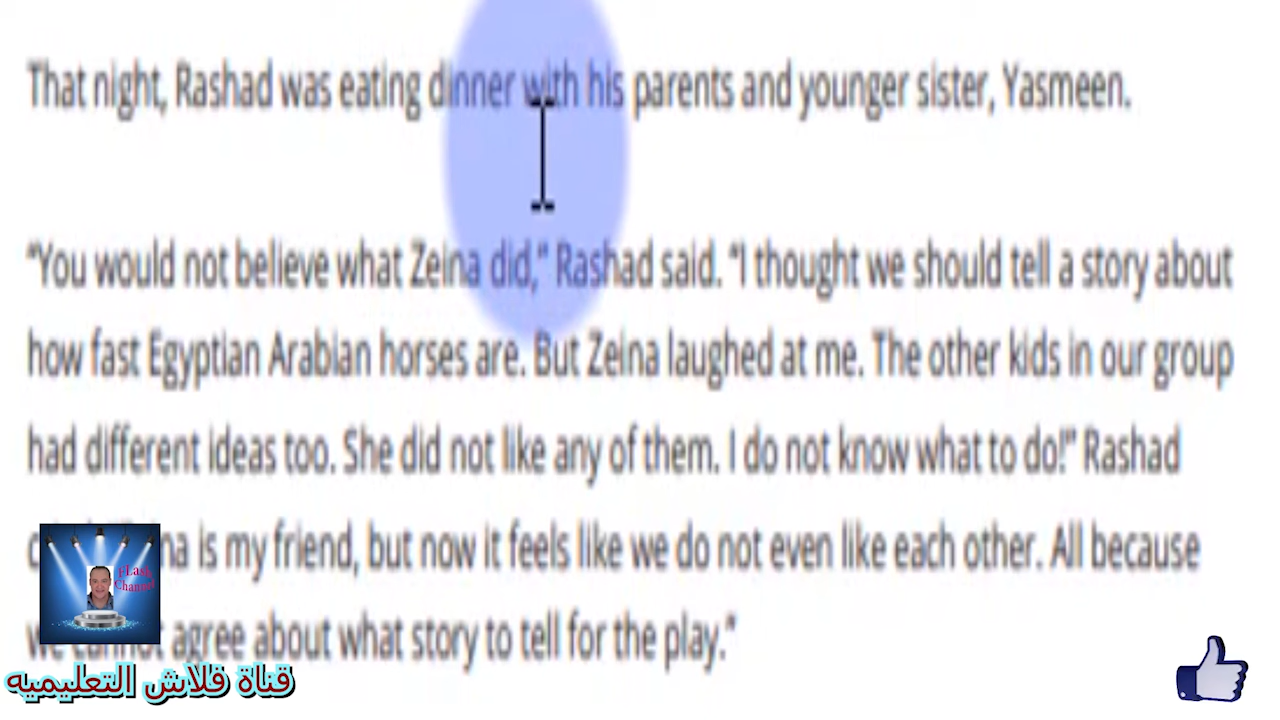 That night, Rashad was eating dinner with his parents and younger sister, Yasmeen.
“You would not believe what Zeina did,” Rashad said. “I thought we should tell a story about
how fast Egyptian Arabian horses are. But Zeina laughed at me. The other kids in our group
had different ideas too. She did not like any of them. I do not know what to do!” Rashad
is my friend, but now it feels like we do not even like each other. All because
we cannot agree about what story to tell for the play.”
FLash
Channel
قناة فلاش التعليميه